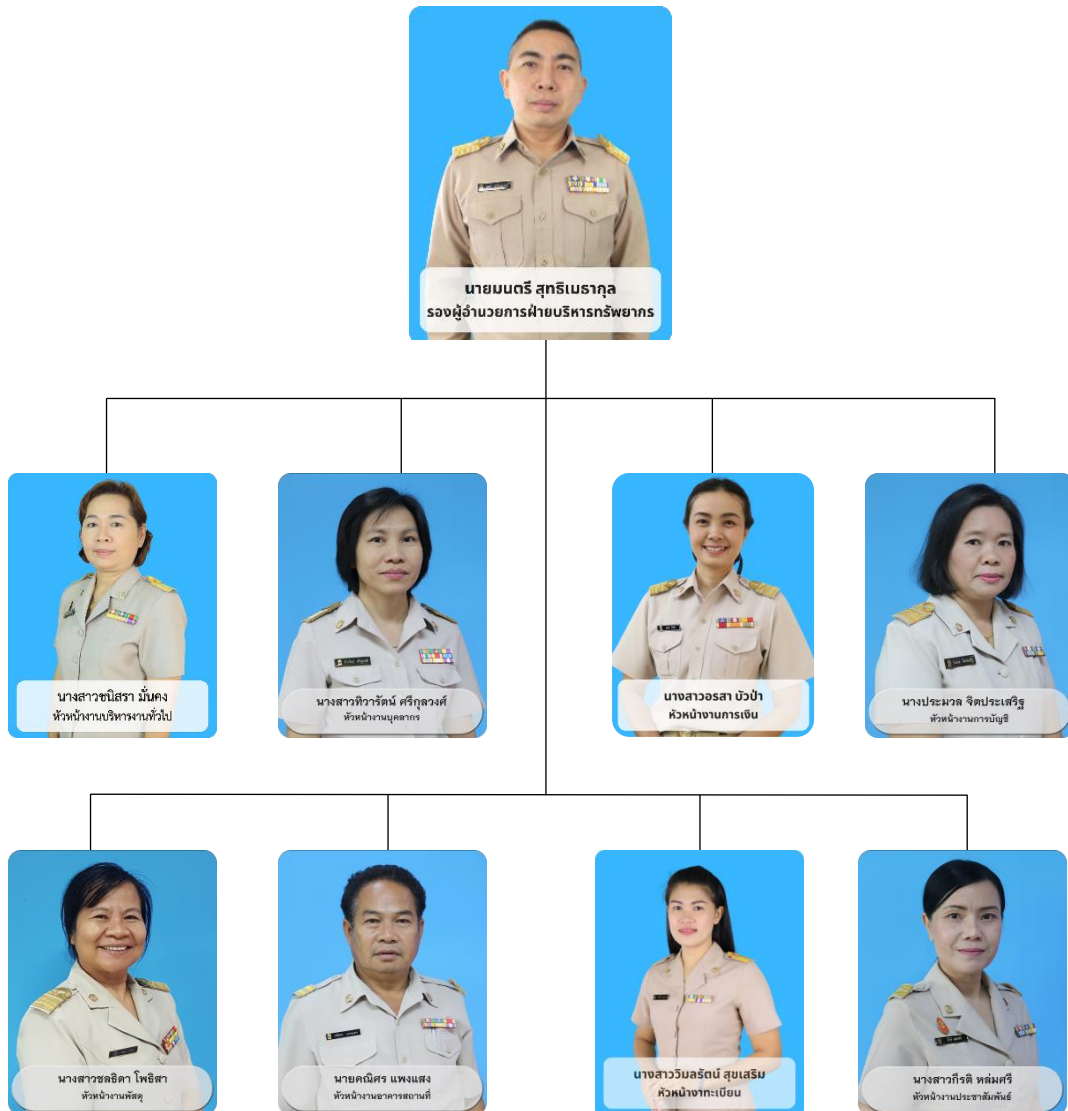 นายมนตรี สุทธิเมธากุล
รองผู้อำนวยการฝ่ายบริหารทรัพยากร
นางสาวชนิสรา มั่นคง
หัวหน้างานบริหารงานทั่วไป
นางสาวทิวารัตน์ ศรีกุลวงศ์
หัวหน้างานบุคลากร
นางสาวอรสา บัวป่า
หัวหน้างานการเงิน
นางประมวล จิตประเสริฐ
หัวหน้างานการบัญชี
นางสาวชลธิดา โพธิสา
หัวหน้างานพัสดุ
นายคณิศร แพงแสง
หัวหน้างานอาคารสถานที่
นางสาววิมลรัตน์ สุขเสริม
หัวหน้างาทะเบียน
นางสาวกีรติ หล่มศรี
หัวหน้างานประชาสัมพันธ์